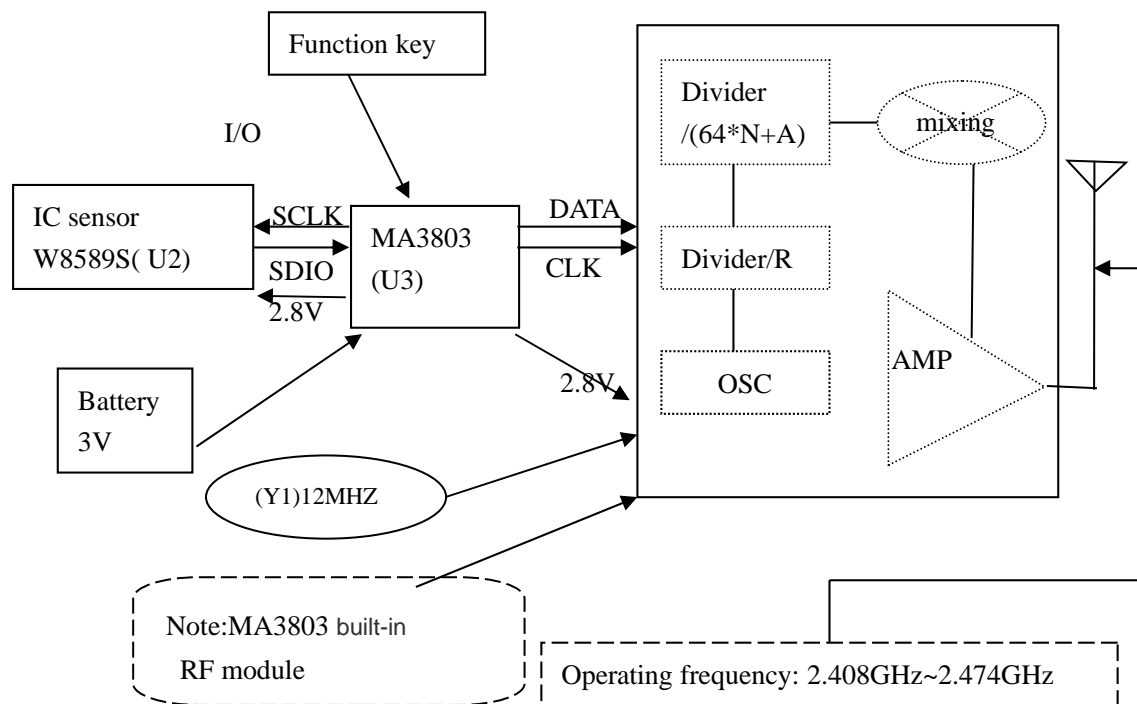 Function key
I/O
IC sensor
W8589S( U2)
SCLK
SDIO
2.8V
MA3803
(U3)
DATA
CLK
2.8V
Battery
3V
(Y1)12MHZ
Divider
/(64*N+A)
mixing
Divider/R
OSC
AMP
Note:MA3803 built-in
RF module
Operating frequency: 2.408GHz~2.474GHz